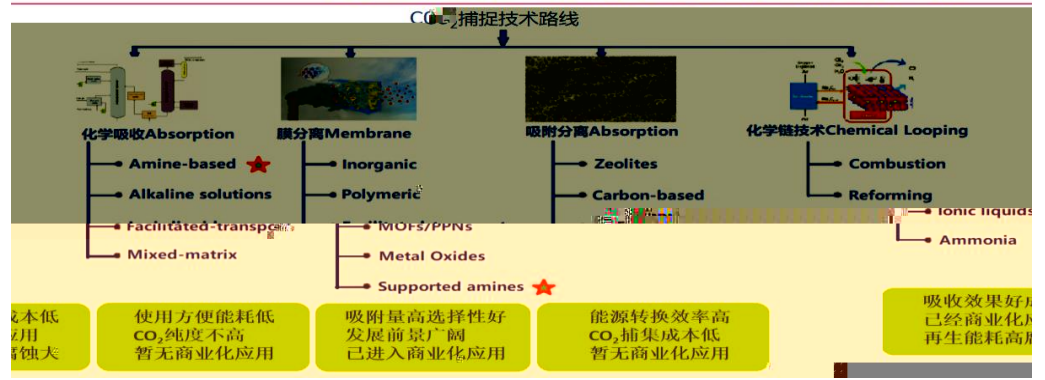 CO₂捕捉技术路线
化学吸收Absorption
膜分离Membrane
吸附分离Absorption
化学链技术Chemical Looping
Amine-based
Inorganic
Zeolites
Combustion
Alkaline solutions
Polymeric
Carbon-based
Reforming
Ionic liquids
Facilitated-transpo
MOFs/PPNs
Ammonia
Mixed-matrix
Metal Oxides
Supported amines
成本低
应用
使用方便能耗低
CO₂纯度不高
暂无商业化应用
吸附量高选择性好
发展前景广阔
已进入商业化应用
能源转换效率高
CO₂捕集成本低
暂无商业化应用
吸收效果好
已经商业化
再生能耗高